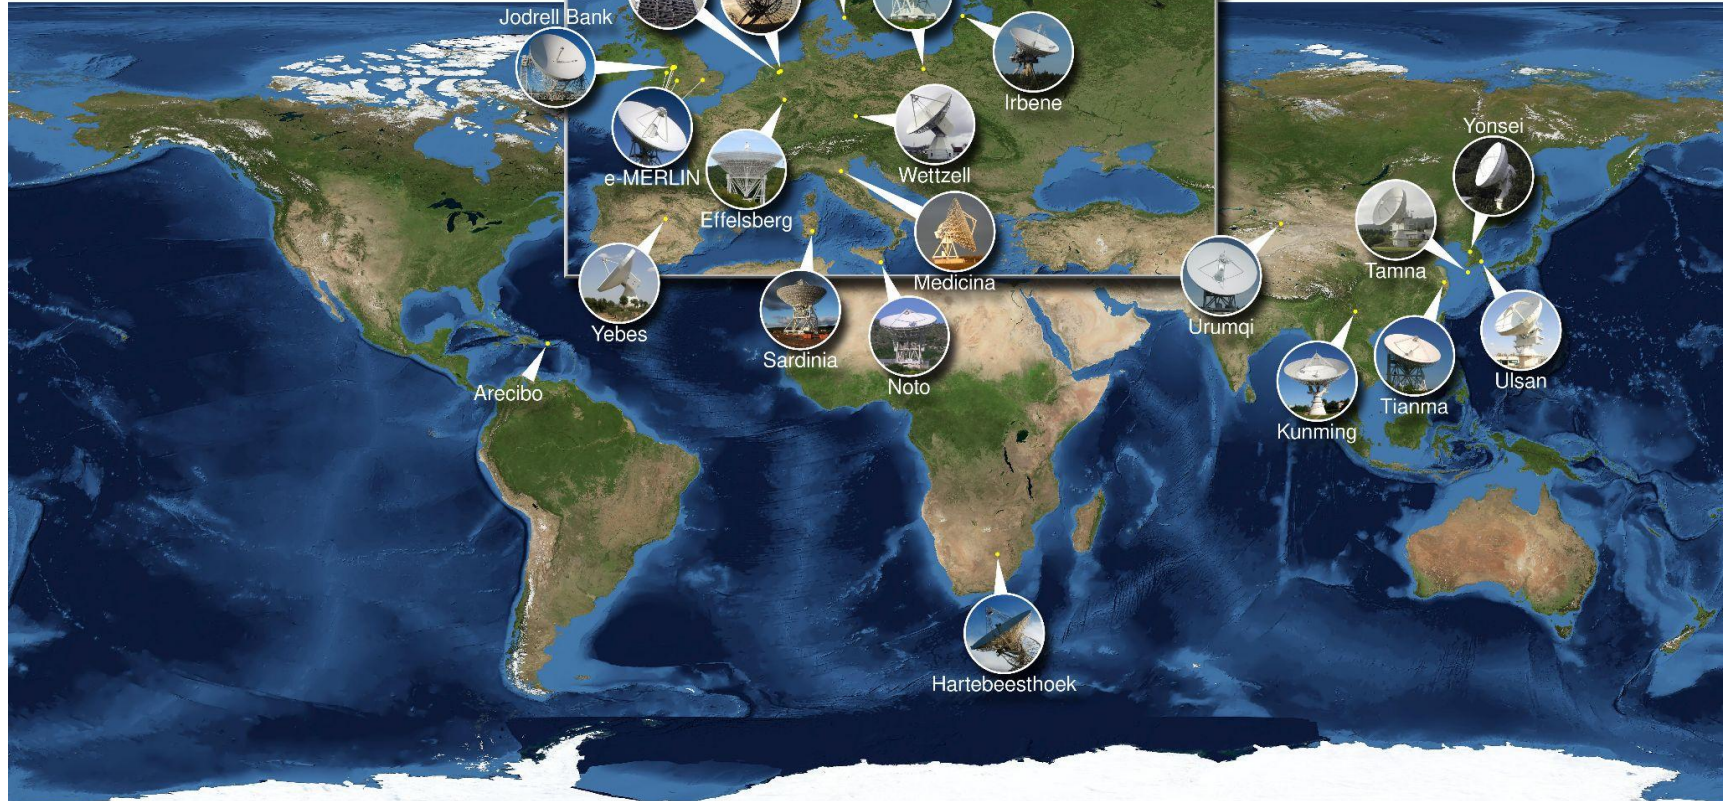 Jodrell Bank
Irbene
Yonsei
e-MERLIN
Wettzell
Effelsberg
Tamna
Medicina
Urumqi
Yebes
Sardinia
Noto
Ulsan
Arecibo
Tianma
Kunming
Hartebeesthoek